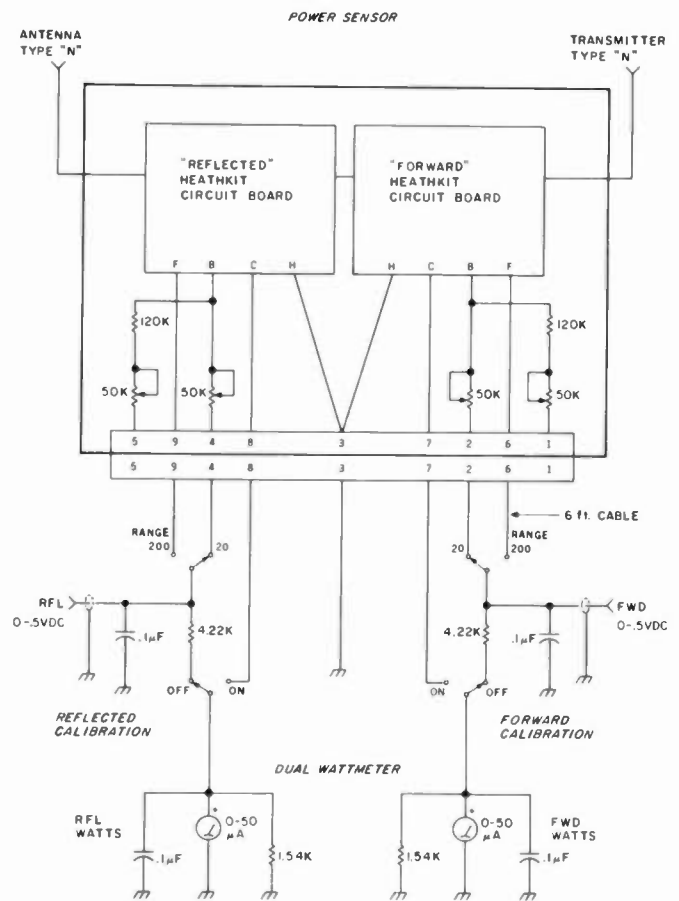 POWER SENSOR
ANTENNA
TYPE "N"
TRANSMITTER
TYPE "N"
"REFLECTED"
HEATHKIT
CIRCUIT BOARD
"FORWARD"
HEATHKIT
CIRCUIT BOARD
F B C H
H C B F
120K
120K
50K
50K
50K
50K
5 9 4 8 3 7 2 6 1
5 9 4 8 3 7 2 6 1
6 ft. CABLE
RANGE
200
20
RANGE
20
200
RFL
0-.5VDC
.1µF
4.22K
4.22K
.1µF
FWD
0-.5VDC
OFF
ON
ON
OFF
REFLECTED
CALIBRATION
FORWARD
CALIBRATION
DUAL WATTMETER
RFL
WATTS
.1µF
+
0-50
µA
1.54K
1.54K
+
0-50
µA
FWD
WATTS
.1µF